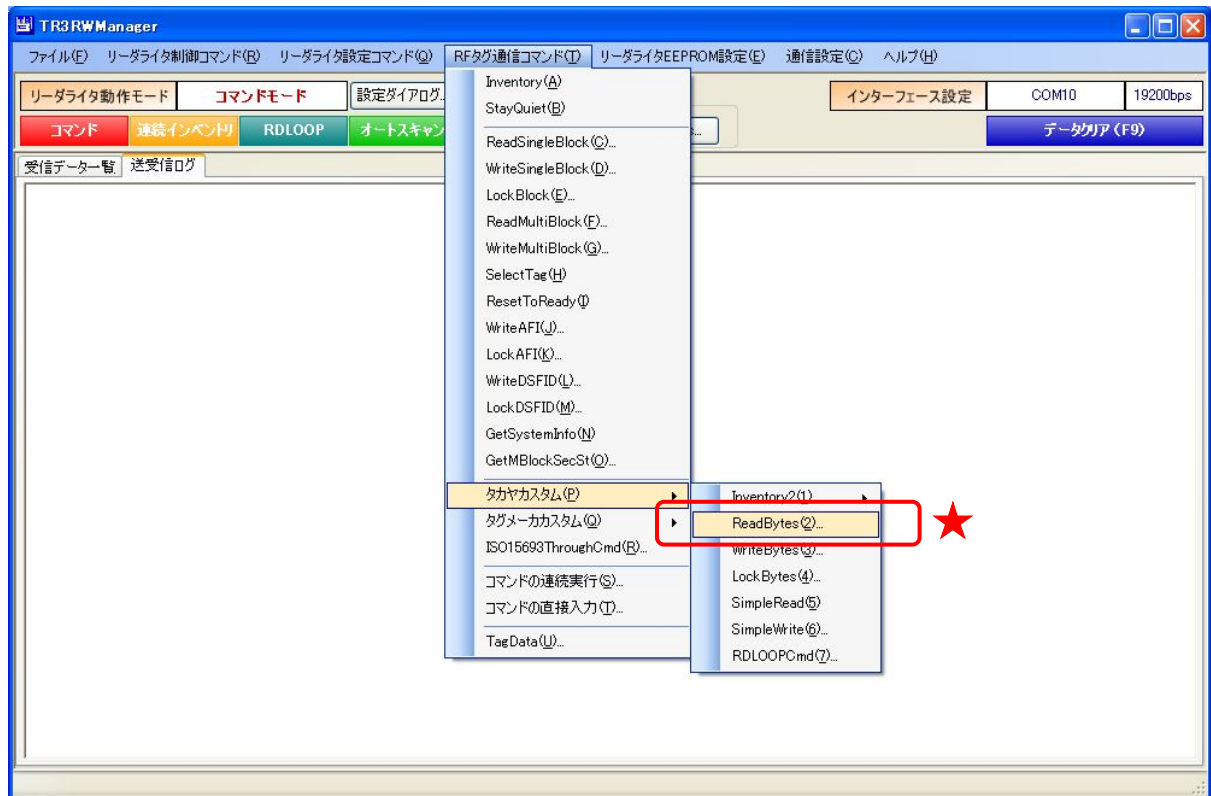 TR3RWManager
ファイル(F) リーダライタ制御コマンド(R) リーダライタ設定コマンド(Q) RFタグ通信コマンド(T) リーダライタEEPROM設定(E) 通信設定(C) ヘルプ(H)
リーダライタ動作モード コマンドモード 設定ダイアログ... インターフェース設定 COM10 19200bps
コマンド 連続インベントリ RDLOOP オートスキャン データクリア(F9)
受信データ一覧 送受信ログ
Inventory(A)
StayQuiet(B)
ReadSingleBlock(C)...
WriteSingleBlock(D)...
LockBlock(E)...
ReadMultiBlock(F)...
WriteMultiBlock(G)...
SelectTag(H)
ResetToReady(I)
WriteAFI(J)...
LockAFI(K)...
WriteDSFID(L)...
LockDSFID(M)...
GetSystemInfo(N)
GetMBlockSecSt(O)...
タカヤカスタム(P)
タグメーカカスタム(Q)
ISO15693ThroughCmd(R)...
コマンドの連続実行(S)...
コマンドの直接入力(T)...
TagData(U)...
Inventory2(1)
ReadBytes(2)...
WriteBytes(3)...
LockBytes(4)...
SimpleRead(5)
SimpleWrite(6)...
RDLOOPCmd(7)...